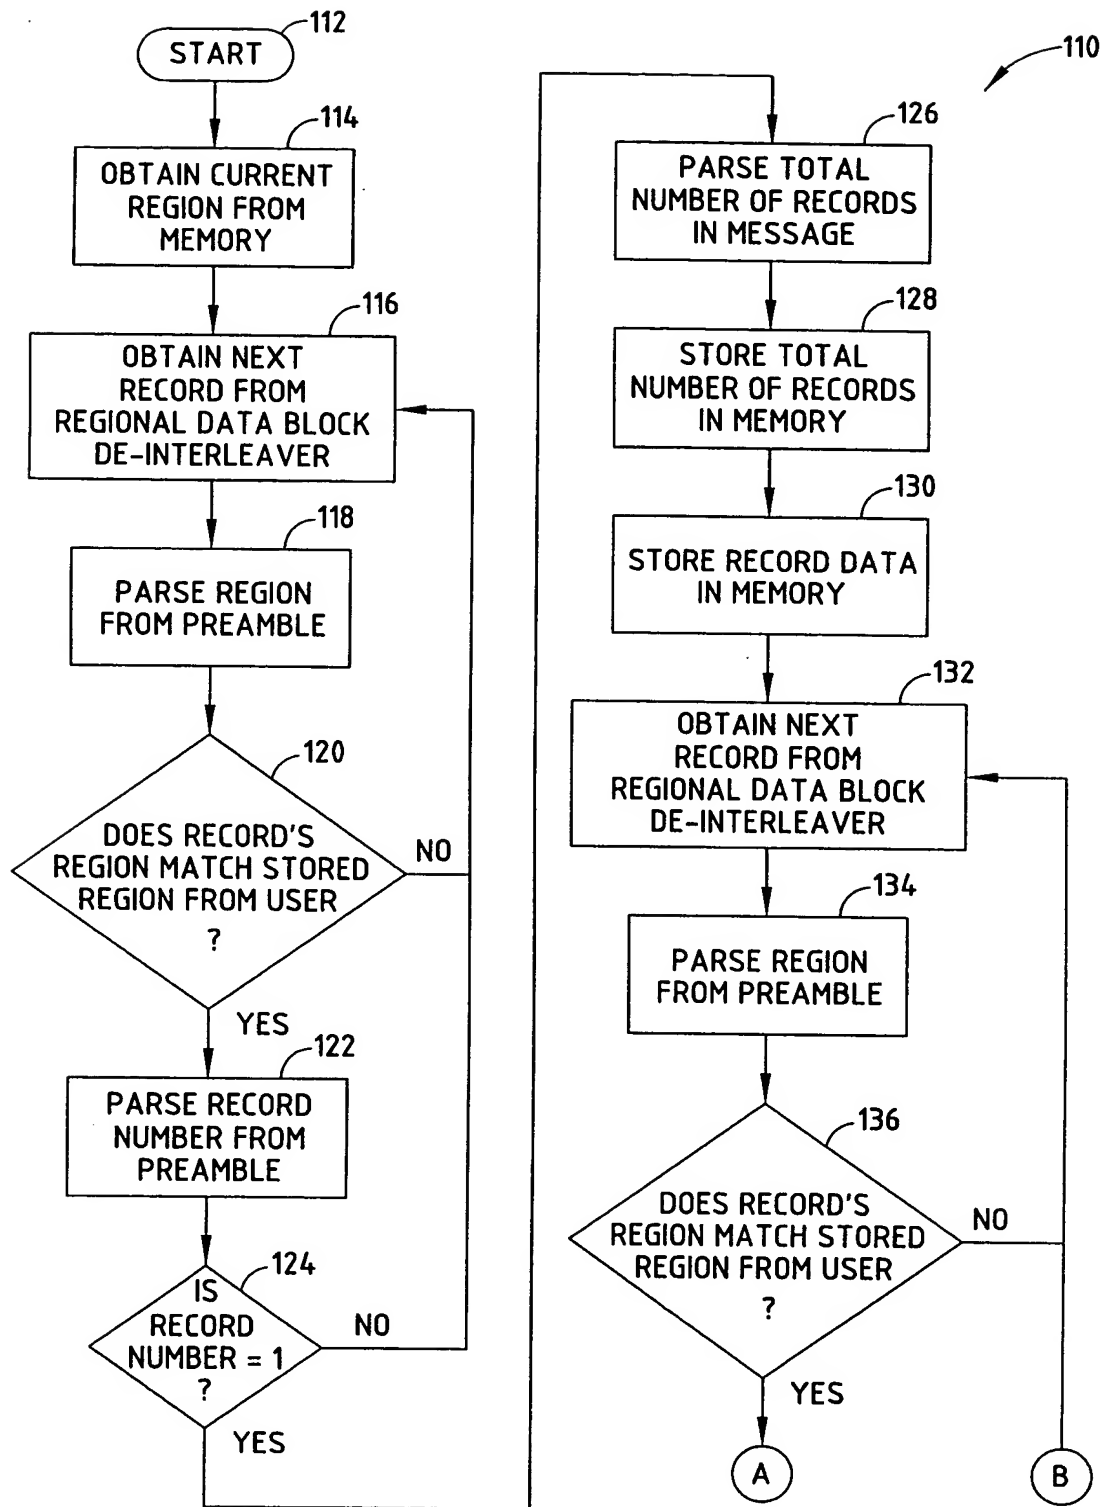 112
START
110
114
OBTAIN CURRENT
REGION FROM
MEMORY
116
OBTAIN NEXT
RECORD FROM
REGIONAL DATA BLOCK
DE-INTERLEAVER
118
PARSE REGION
FROM PREAMBLE
120
DOES RECORD'S
REGION MATCH STORED
REGION FROM USER
?
NO
YES
122
PARSE RECORD
NUMBER FROM
PREAMBLE
124
IS
RECORD
NUMBER = 1
?
NO
YES
126
PARSE TOTAL
NUMBER OF RECORDS
IN MESSAGE
128
STORE TOTAL
NUMBER OF RECORDS
IN MEMORY
130
STORE RECORD DATA
IN MEMORY
132
OBTAIN NEXT
RECORD FROM
REGIONAL DATA BLOCK
DE-INTERLEAVER
134
PARSE REGION
FROM PREAMBLE
136
DOES RECORD'S
REGION MATCH STORED
REGION FROM USER
?
NO
YES
A
B